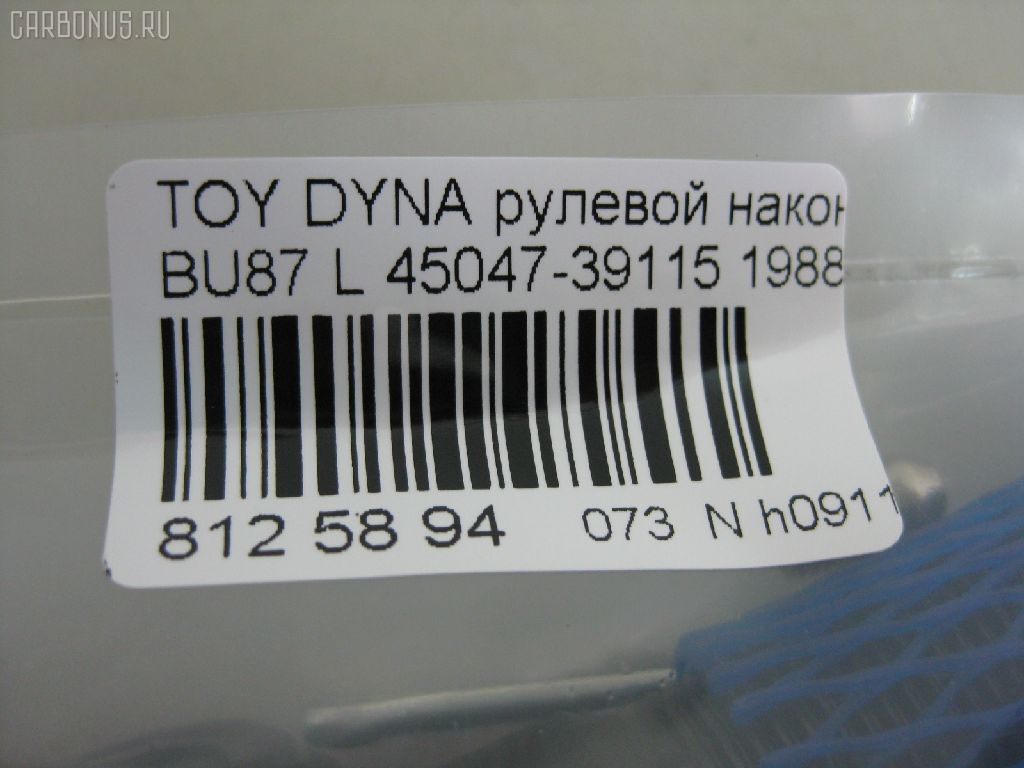 CARBONUS.RU
TOY DYNA рулевой након
BU87 L 45047-39115 1988
812 58 94 073 N h0911